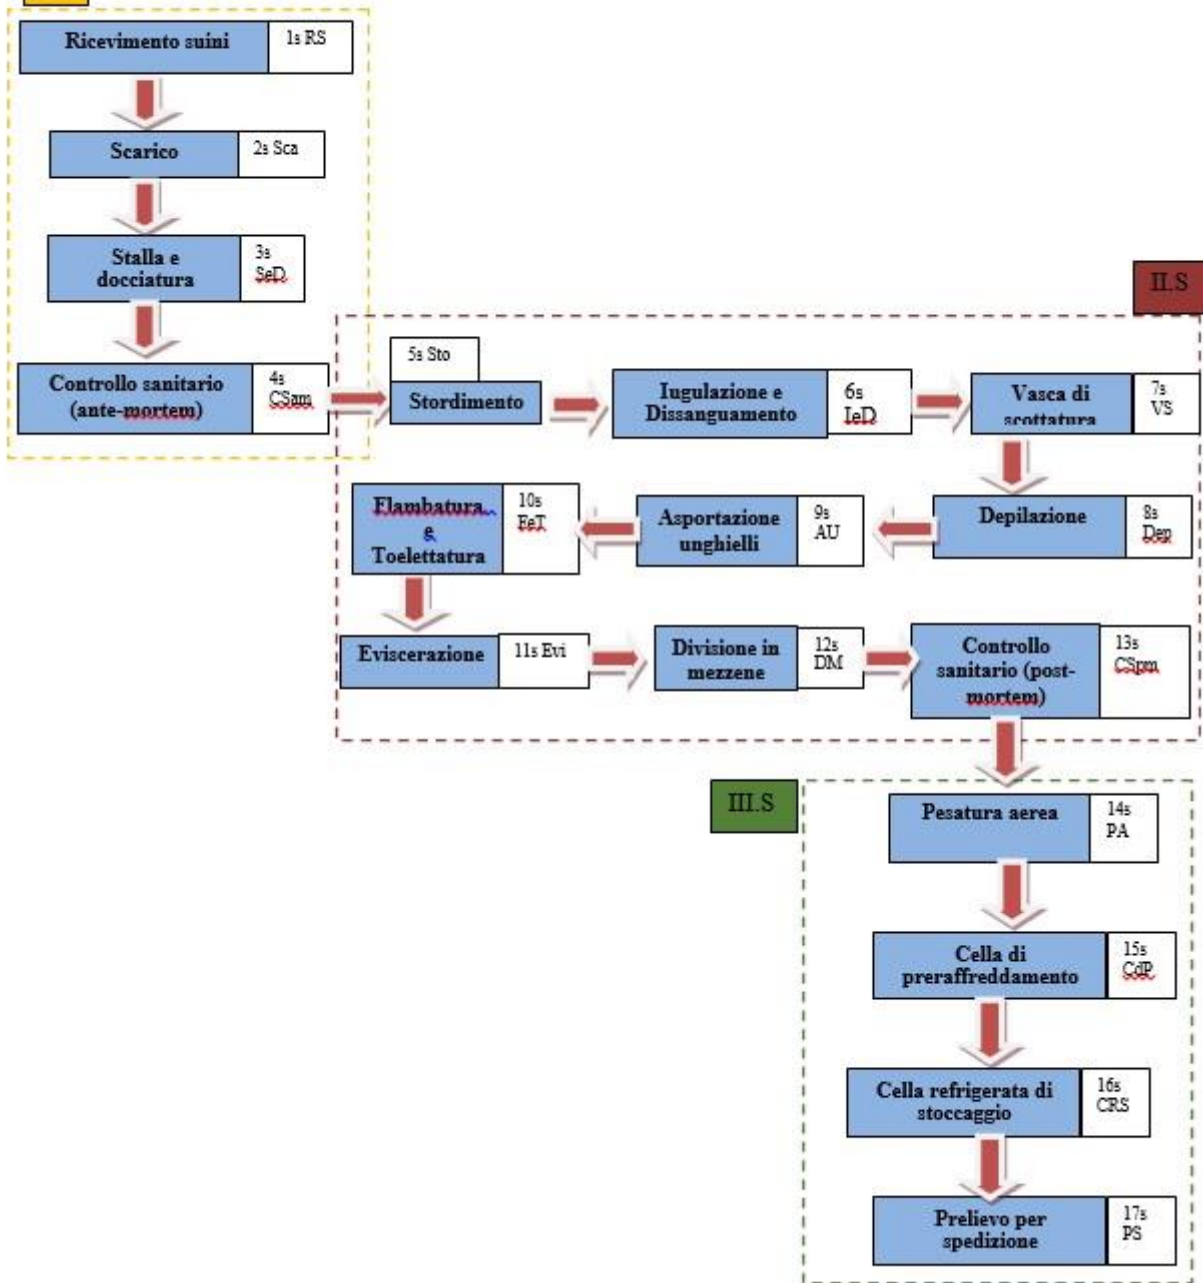 Ricevimento suini
1s RS
Scarico
2s Sca
Stalla e
docciatura
3s
SeD
Controllo sanitario
(ante-mortem)
4s
CSam
II.S
5s Sto
Stordimento
Iugulazione e
Dissanguamento
6s
IeD
Vasca di
scottatura
7s
VS
Depilazione
8s
Dep
Asportazione
unghielli
9s
AU
Flambatura
e
Toelettatura
10s
FeT
Eviscerazione
11s Evi
Divisione in
mezzene
12s
DM
Controllo
sanitario (post-
mortem)
13s
CSpm
III.S
Pesatura aerea
14s
PA
Cella di
preraffreddamento
15s
CdP
Cella refrigerata di
stoccaggio
16s
CRS
Prelievo per
spedizione
17s
PS